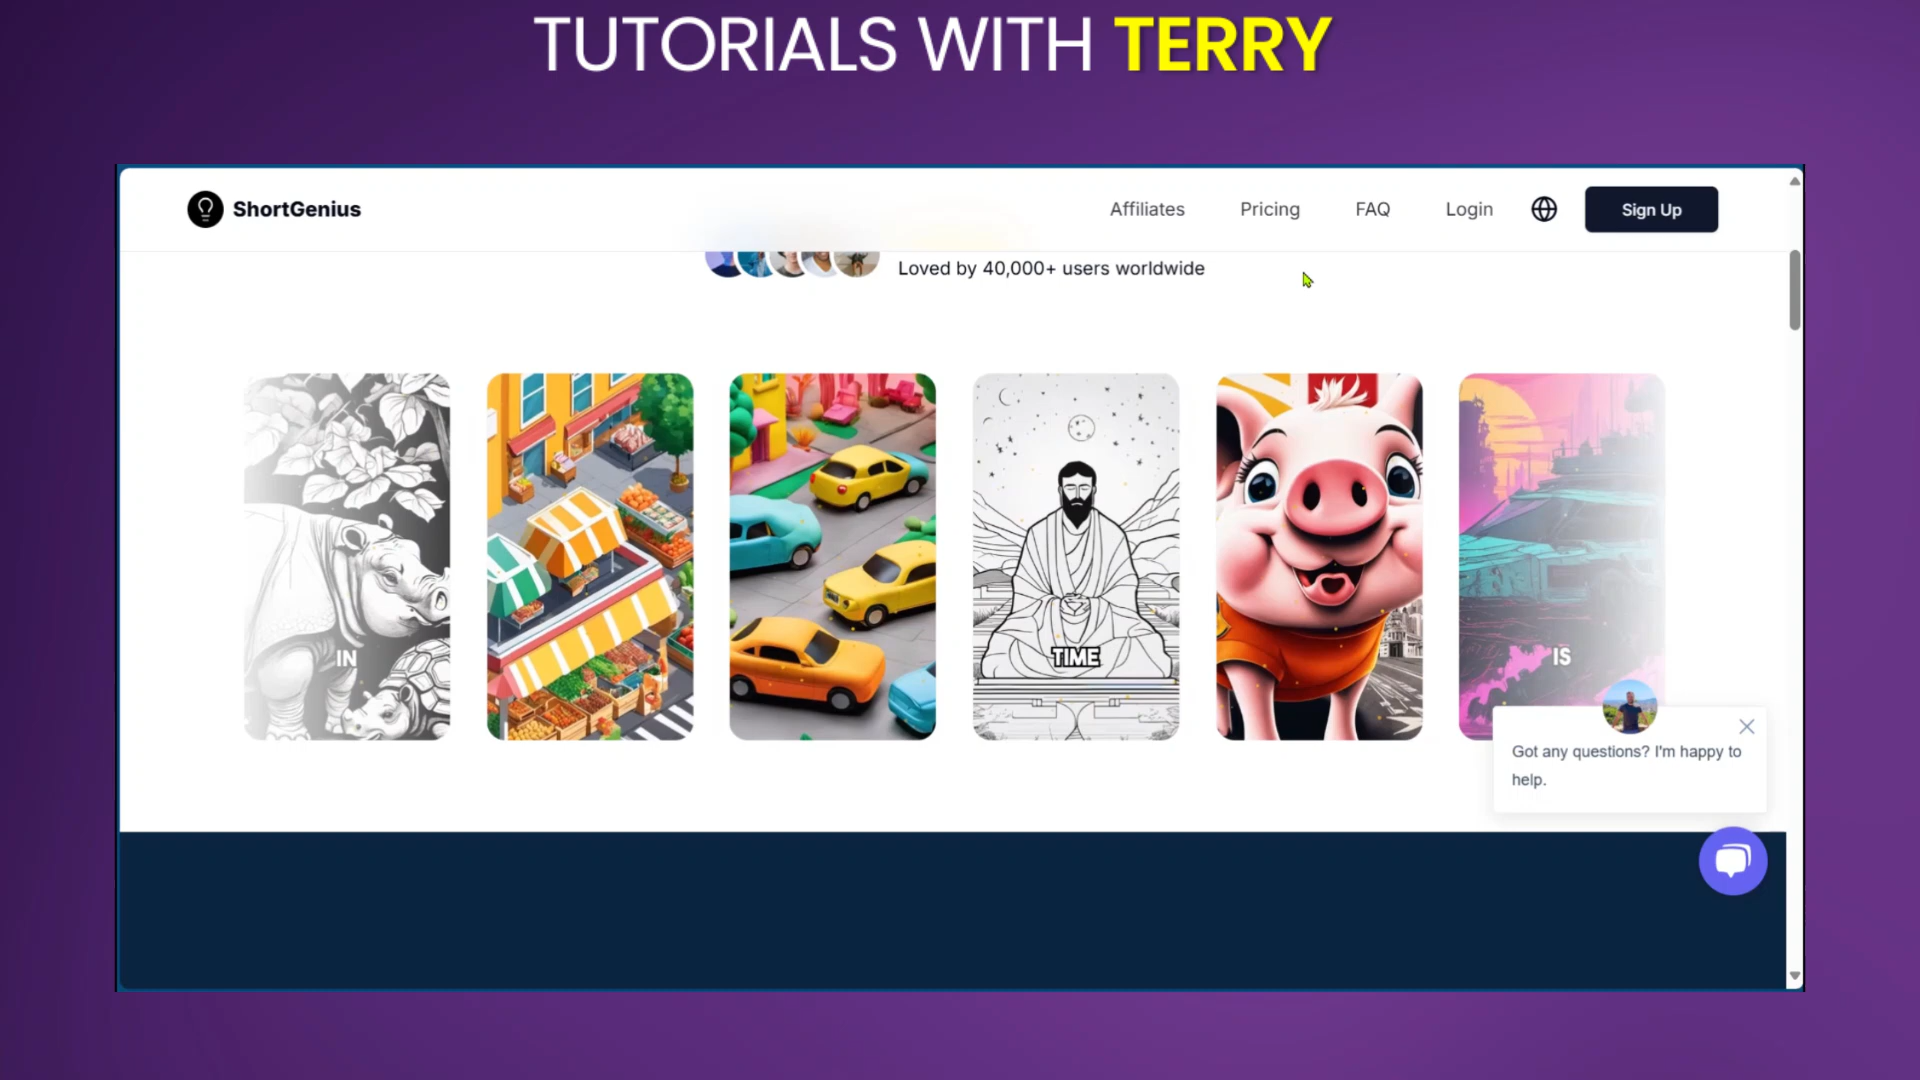 TUTORIALS WITH TERRY
ShortGenius
Affiliates
Pricing
FAQ
Login
Sign Up
Loved by 40,000+ users worldwide
IN
TIME
IS
Got any questions? I'm happy to
help.